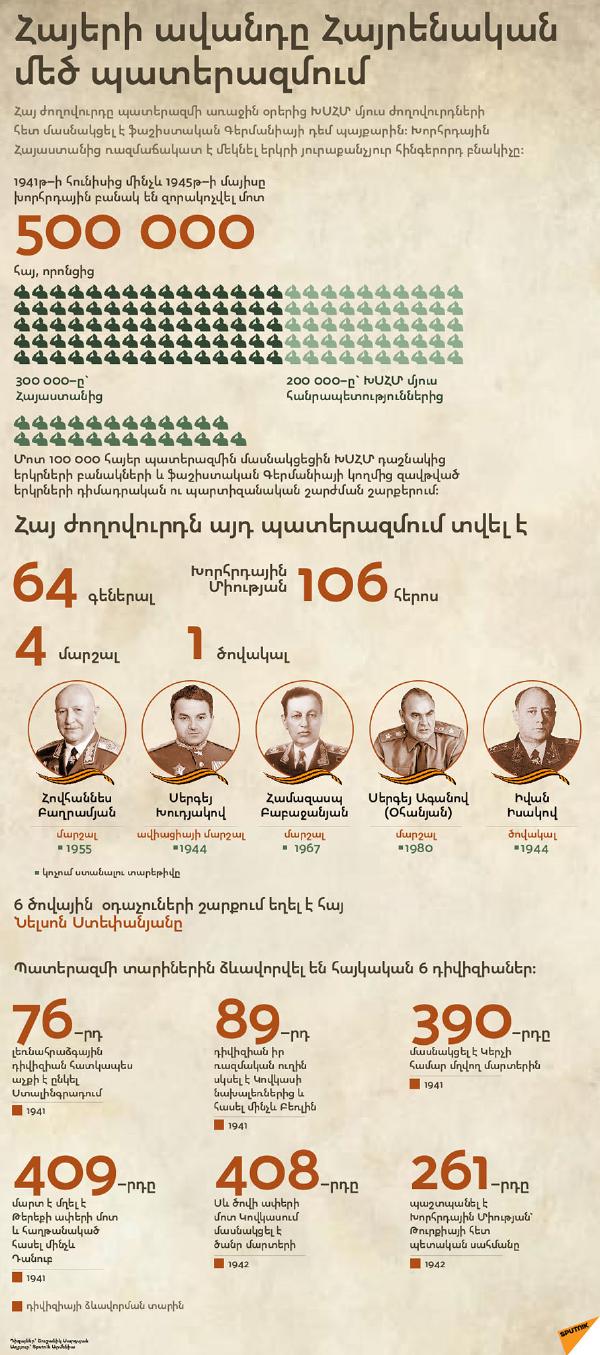 Հայերի ավանդը Հայրենական
մեծ պատերազմում
Հայ ժողովուրդը պատերազմի առաջին օրերից ԽՍՀՄ մյուս ժողովուրդների
հետ մասնակցել է ֆաշիստական Գերմանիայի դեմ պայքարին: Խորհրդային
Հայաստանից ռազմաճակատ է մեկնել երկրի յուրաքանչյուր հինգերորդ բնակիչը:
1941թ–ի հունիսից մինչև 1945թ–ի մայիսը
խորհրդային բանակ են զորակոչվել մոտ
500 000
հայ, որոնցից
300 000–ը՝
Հայաստանից
200 000–ը՝ ԽՍՀՄ մյուս
հանրապետություններից
Մոտ 100 000 հայեր պատերազմին մասնակցեցին ԽՍՀՄ դաշնակից
երկրների բանակների և ֆաշիստական Գերմանիայի կողմից զավթված
երկրների դիմադրական ու պարտիզանական շարժման շարքերում:
Հայ ժողովուրդն այդ պատերազմում տվել է
64 գեներալ
Խորհրդային
Միության 106 հերոս
4 մարշալ
1 ծովակալ
Հովհաննես
Բաղրամյան
մարշալ
1955
Սերգեյ
Խուդյակով
ավիացիայի մարշալ
1944
Համազասպ
Բաբաջանյան
մարշալ
1967
Սերգեյ Ագանով
(Օհանյան)
մարշալ
1980
Իվան
Իսակով
ծովակալ
1944
կոչում ստանալու տարեթիվը
6 ծովային օդաչուների շարքում եղել է հայ
Նելսոն Ստեփանյանը
Պատերազմի տարիներին ձևավորվել են հայկական 6 դիվիզիաներ:
76–րդ
լեռնահրաձգային
դիվիզիան հատկապես
աչքի է ընկել
Ստալինգրադում
1941
89–րդ
դիվիզիան իր
ռազմական ուղին
սկսել է Կովկասի
նախալեռներից և
հասել մինչև Բեռլին
1941
390–րդը
մասնակցել է Կերչի
համար մղվող մարտերին
1941
409–րդը
մարտ է մղել է
Թերեքի ափերի մոտ
և հաղթանակած
հասել մինչև
Դանուբ
1941
408–րդը
Սև ծովի ափերի
մոտ Կովկասում
մասնակցել է
ծանր մարտերի
1942
261–րդը
պաշտպանել է
Խորհրդային Միության՝
Թուրքիայի հետ
պետական սահմանը
1942
դիվիզիայի ձևավորման տարին
Դիզայներ՝ Շուշանիկ Սարգսյան
Աղբյուր՝ Sputnik Արմենիա
SPUTNIK